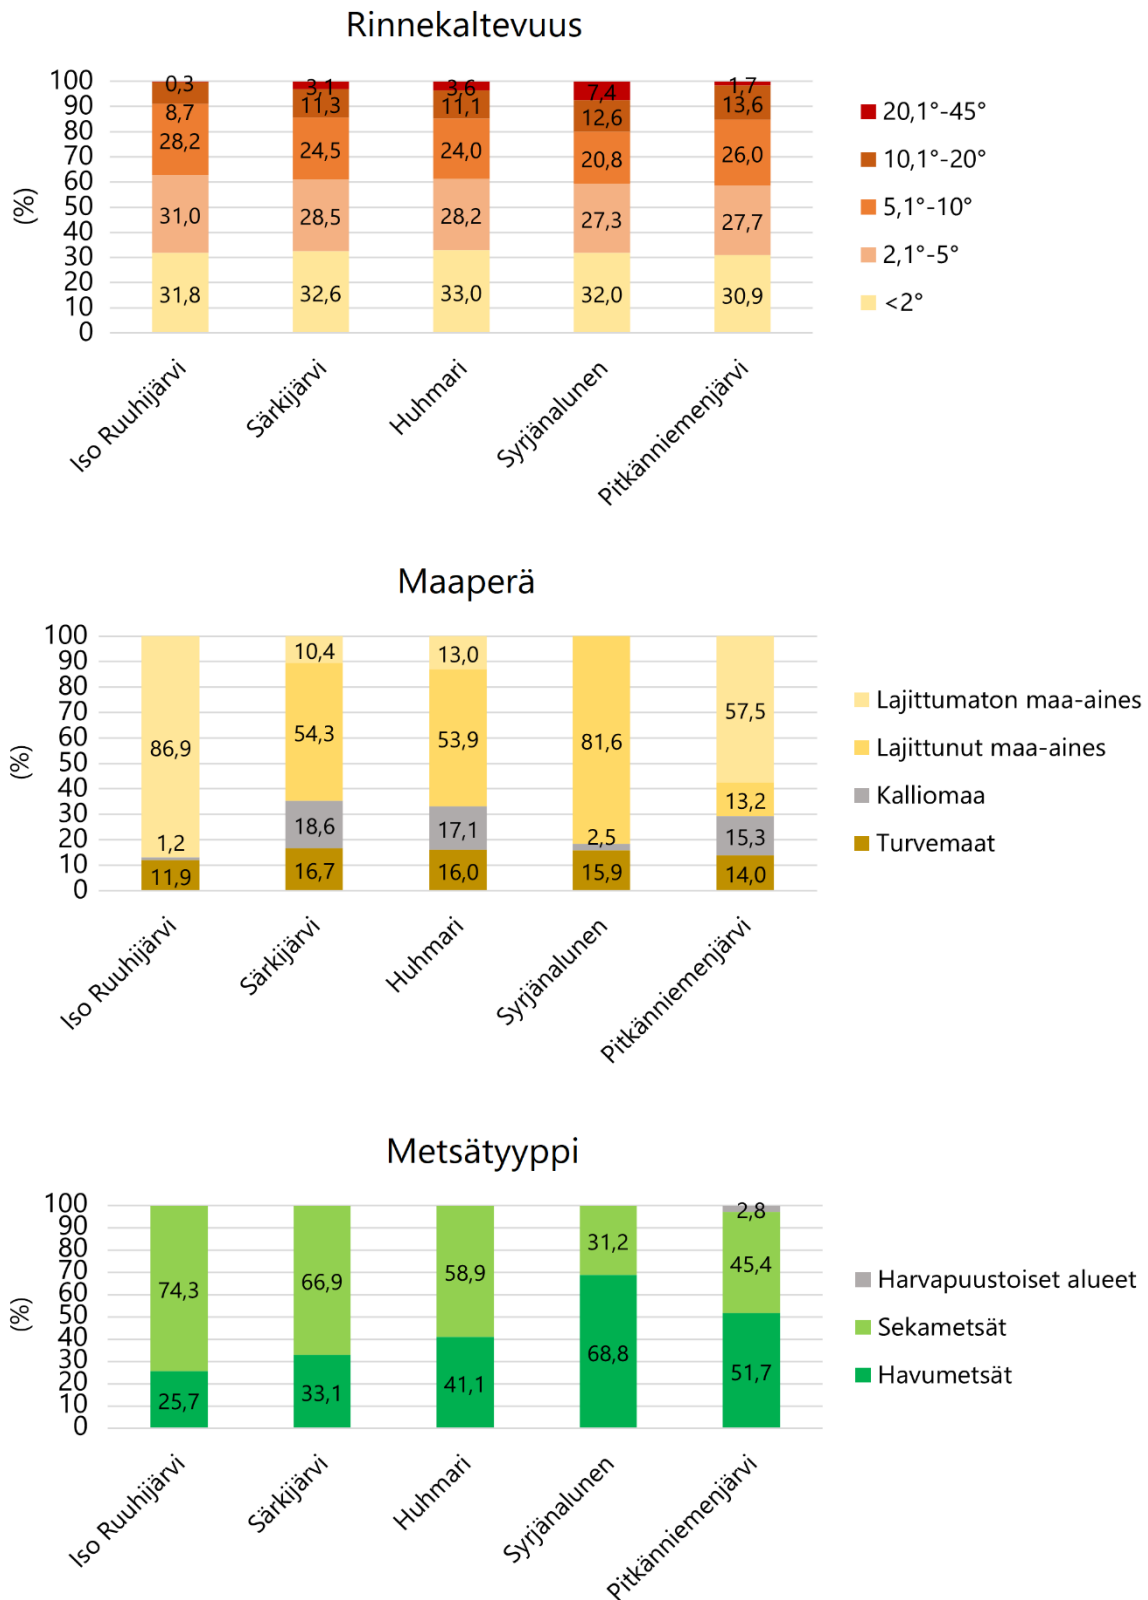 Rinnekaltevuus
(%)
100
90
80
70
60
50
40
30
20
10
0
0,3 3,1 3,6 7,4 1,7
8,7 11,3 11,1 12,6 13,6
28,2 24,5 24,0 20,8 26,0
31,0 28,5 28,2 27,3 27,7
31,8 32,6 33,0 32,0 30,9
Iso Ruuhijärvi
Särkijärvi
Huhmari
Syrjänalunen
Pitkänniemenjärvi
20,1°-45°
10,1°-20°
5,1°-10°
2,1°-5°
<2°
Maaperä
(%)
100
90
80
70
60
50
40
30
20
10
0
86,9 10,4 13,0 81,6 57,5
54,3 53,9 13,2
1,2 18,6 17,1 2,5 15,3
11,9 16,7 16,0 15,9 14,0
Iso Ruuhijärvi
Särkijärvi
Huhmari
Syrjänalunen
Pitkänniemenjärvi
Lajittumaton maa-aines
Lajittunut maa-aines
Kalliomaa
Turvemaat
Metsätyyppi
(%)
100
90
80
70
60
50
40
30
20
10
0
2,8
74,3 66,9 58,9 31,2 45,4
25,7 33,1 41,1 68,8 51,7
Iso Ruuhijärvi
Särkijärvi
Huhmari
Syrjänalunen
Pitkänniemenjärvi
Harvapuustoiset alueet
Sekametsät
Havumetsät